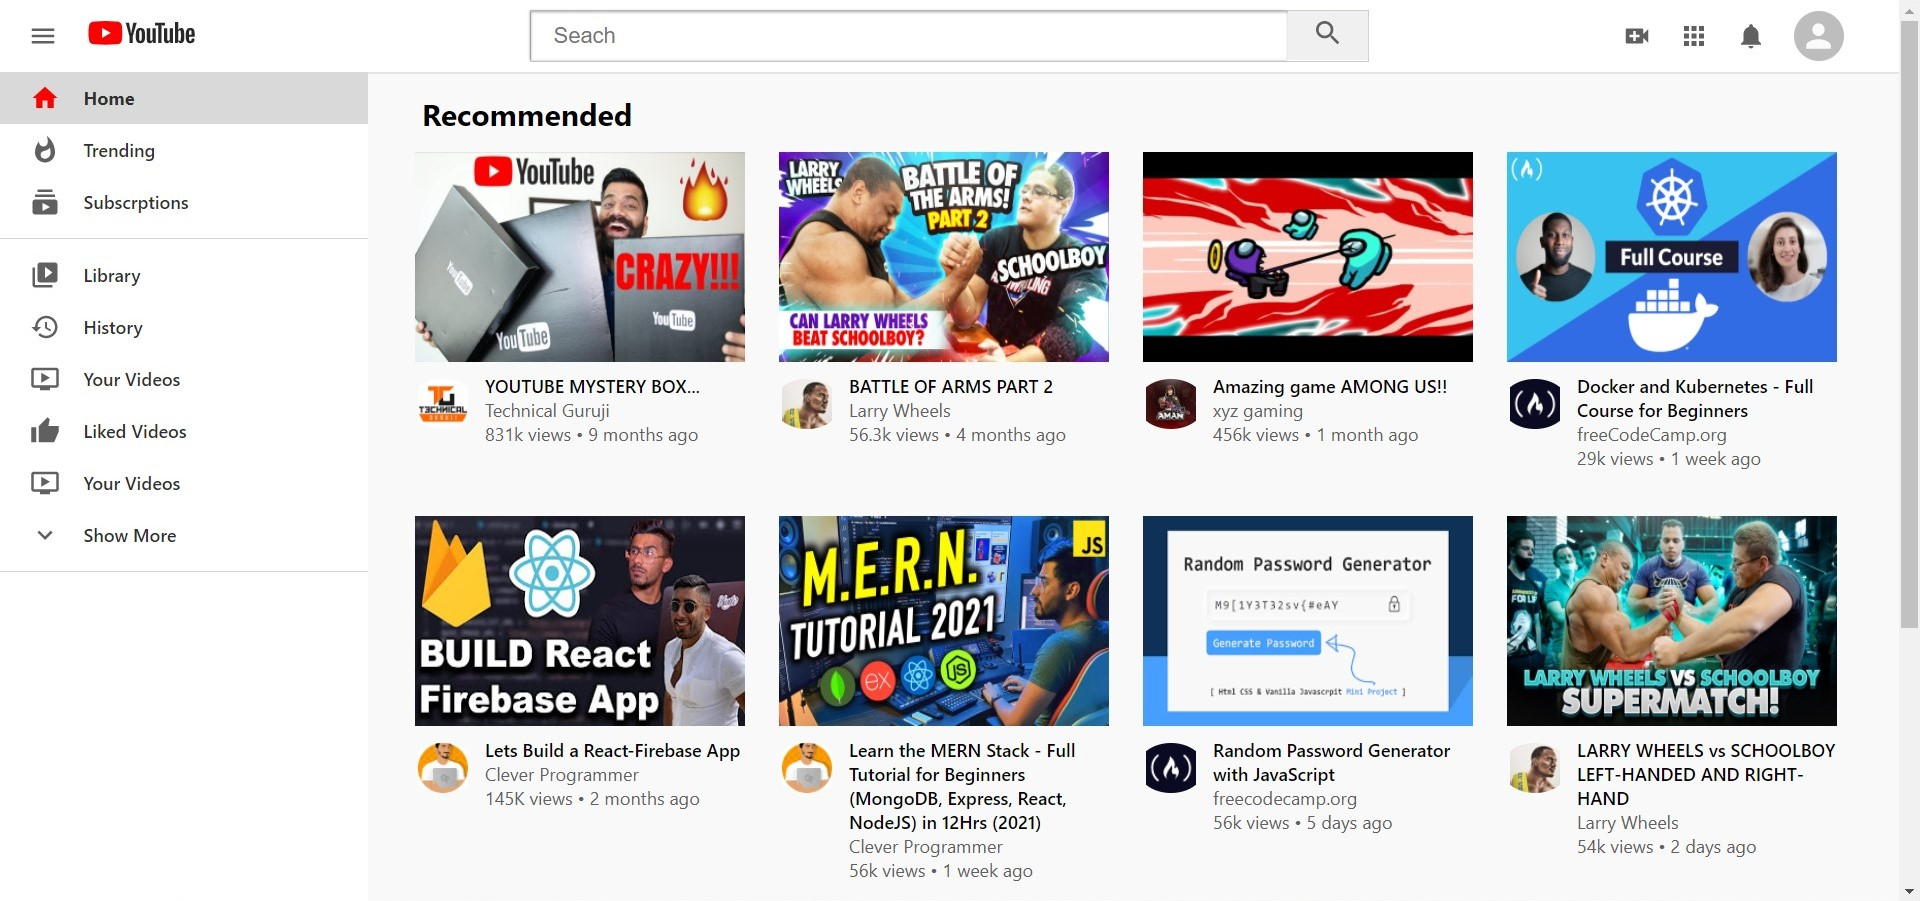 YouTube
Seach
Home
Trending
Subscrptions
Library
History
Your Videos
Liked Videos
Your Videos
Show More
Recommended
YouTube
CRAZY!!!
YouTube
YouTube
YouTube
LARRY
WHEELS
BATTLE OF
THE ARMS!
PART 2
SCHOOLBOY
CAN LARRY WHEELS
BEAT SCHOOLBOY?
Full Course
TECHNICAL
YOUTUBE MYSTERY BOX...
Technical Guruji
831k views • 9 months ago
BATTLE OF ARMS PART 2
Larry Wheels
56.3k views • 4 months ago
AMAN
Amazing game AMONG US!!
xyz gaming
456k views • 1 month ago
Docker and Kubernetes - Full
Course for Beginners
freeCodeCamp.org
29k views • 1 week ago
BUILD React
Firebase App
JS
M.E.R.N.
TUTORIAL 2021
EX
JS
Random Password Generator
M9[1Y3T32sv{#eAY
Generate Password
[ Html CSS & Vanilla Javascrpit Mini Project ]
LARRY WHEELS VS SCHOOLBOY
SUPERMATCH!
Lets Build a React-Firebase App
Clever Programmer
145K views • 2 months ago
Learn the MERN Stack - Full
Tutorial for Beginners
(MongoDB, Express, React,
NodeJS) in 12Hrs (2021)
Clever Programmer
56k views • 1 week ago
Random Password Generator
with JavaScript
freecodecamp.org
56k views • 5 days ago
LARRY WHEELS vs SCHOOLBOY
LEFT-HANDED AND RIGHT-
HAND
Larry Wheels
54k views • 2 days ago